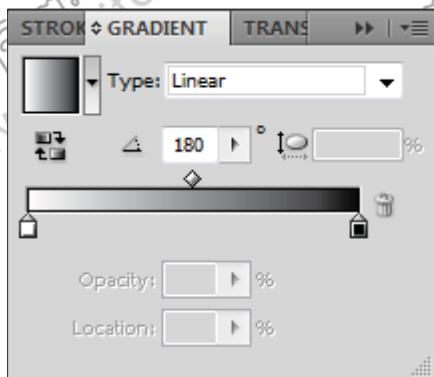 STROK GRADIENT TRANS
Type: Linear
180 ° %
Opacity: %
Location: %